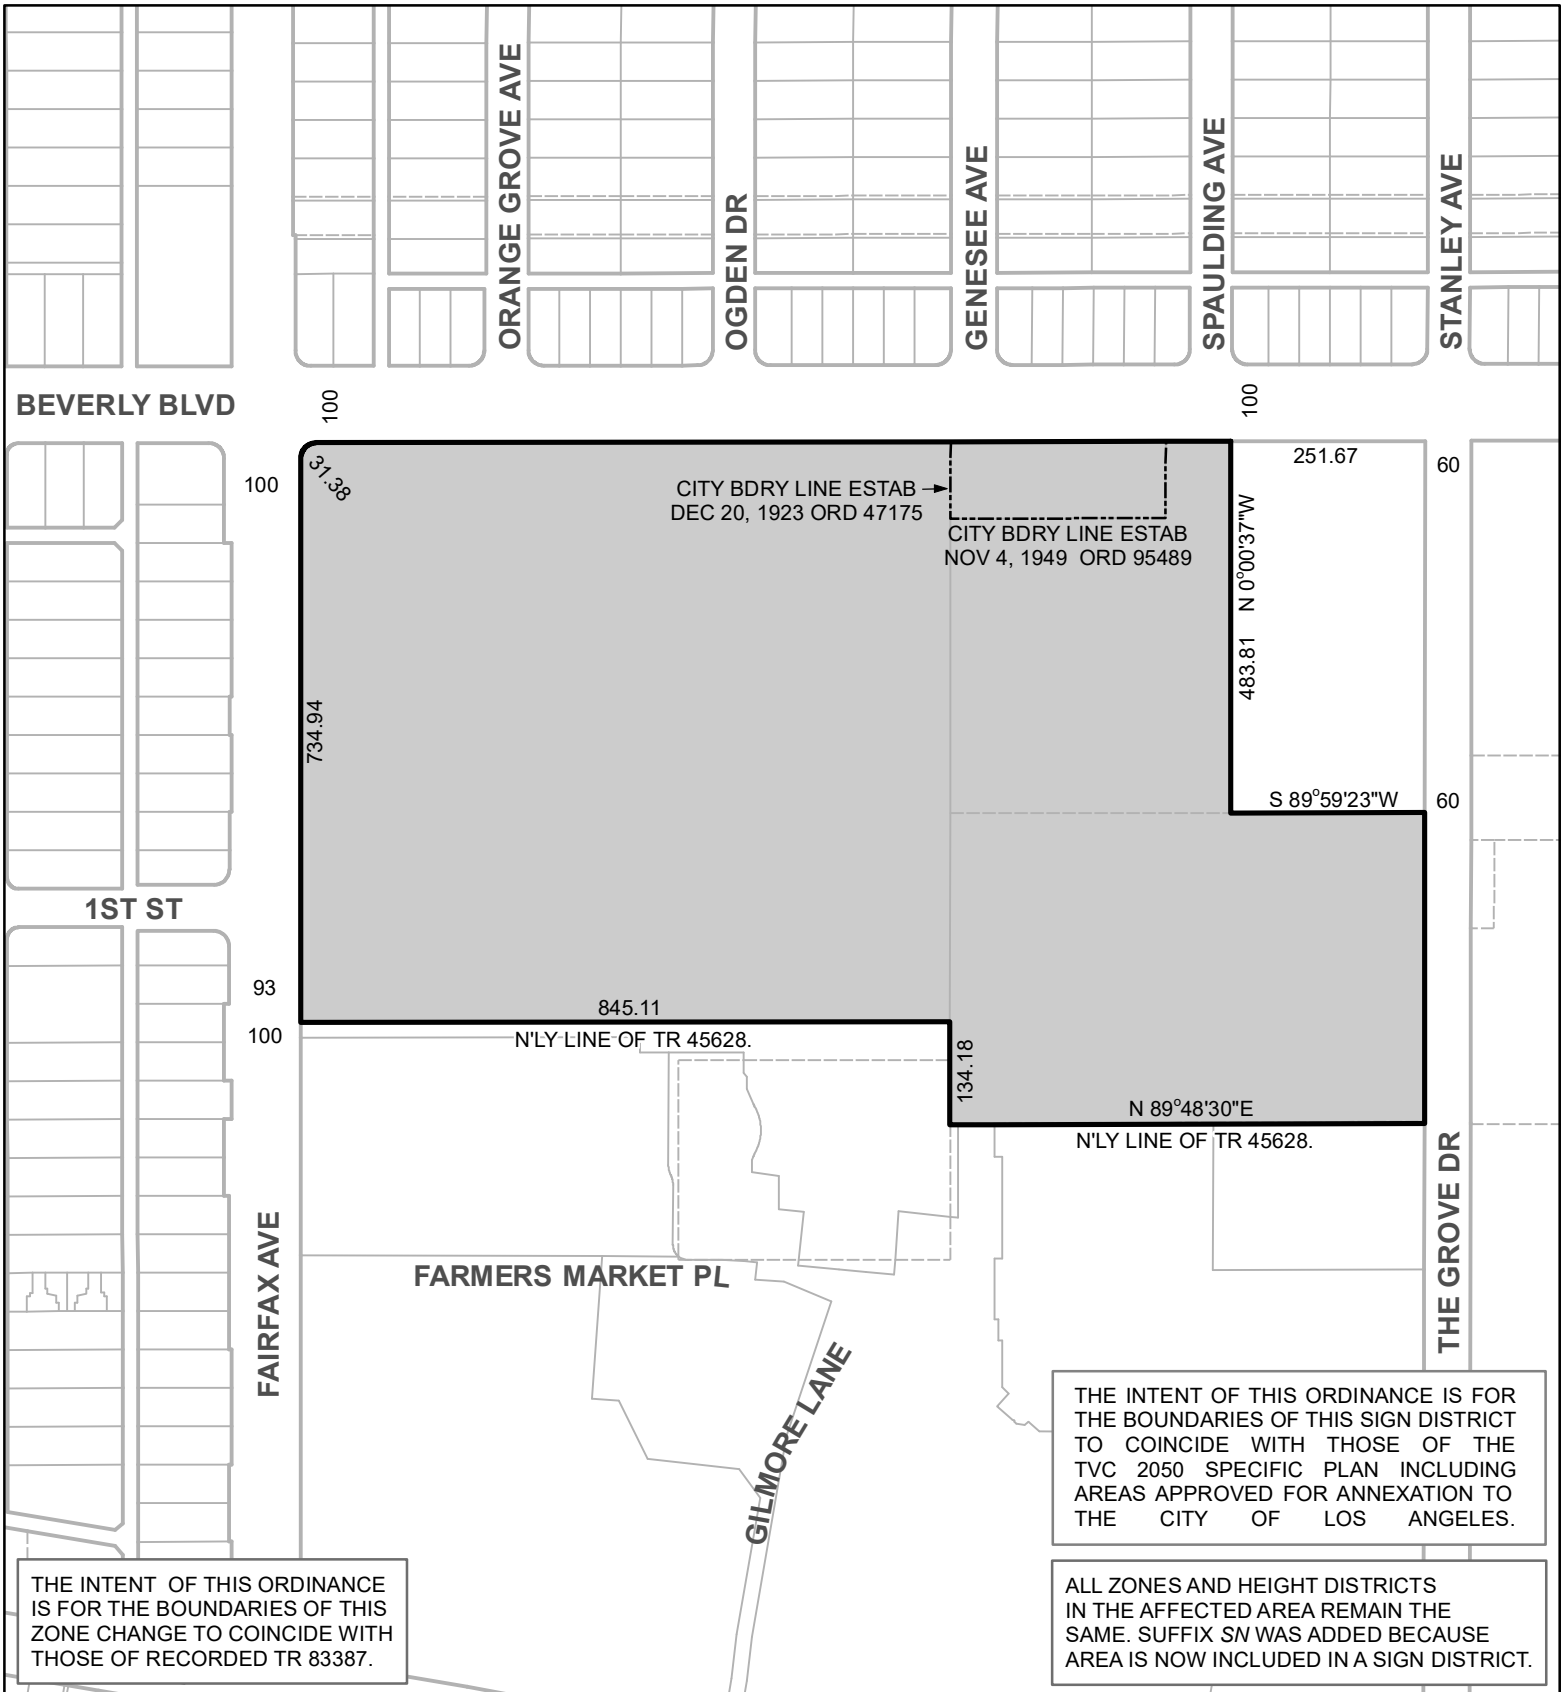 ORANGE GROVE AVE
OGDEN DR
GENESEE AVE
SPAULDING AVE
STANLEY AVE
BEVERLY BLVD
100
100
31.38
100
CITY BDRY LINE ESTAB
DEC 20, 1923 ORD 47175
CITY BDRY LINE ESTAB
NOV 4, 1949 ORD 95489
251.67
60
483.81 N 0°00'37"W
734.94
S 89°59'23"W
60
1ST ST
93
100
845.11
N'LY LINE OF TR 45628.
134.18
N 89°48'30"E
N'LY LINE OF TR 45628.
FAIRFAX AVE
FARMERS MARKET PL
GILMORE LANE
THE GROVE DR
THE INTENT OF THIS ORDINANCE IS FOR
THE BOUNDARIES OF THIS SIGN DISTRICT
TO COINCIDE WITH THOSE OF THE
TVC 2050 SPECIFIC PLAN INCLUDING
AREAS APPROVED FOR ANNEXATION TO
THE CITY OF LOS ANGELES.
THE INTENT OF THIS ORDINANCE
IS FOR THE BOUNDARIES OF THIS
ZONE CHANGE TO COINCIDE WITH
THOSE OF RECORDED TR 83387.
ALL ZONES AND HEIGHT DISTRICTS
IN THE AFFECTED AREA REMAIN THE
SAME. SUFFIX SN WAS ADDED BECAUSE
AREA IS NOW INCLUDED IN A SIGN DISTRICT.